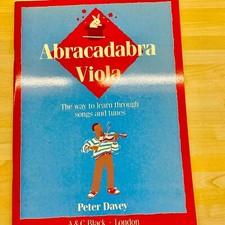 Abracadabra
Viola
The way to learn through
songs and tunes
Peter Davey
A & C Black · London